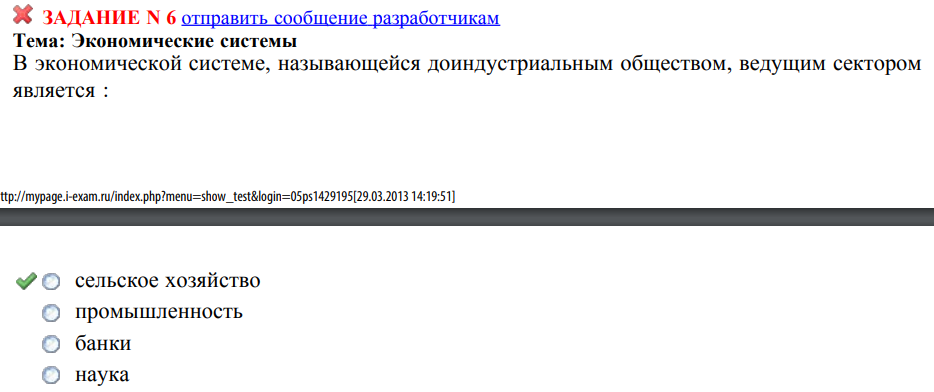 ЗАДАНИЕ N 6 отправить сообщение разработчикам
Тема: Экономические системы
В экономической системе, называющейся доиндустриальным обществом, ведущим сектором
является :
ttp://mypage.i-exam.ru/index.php?menu=show_test&login=05ps1429195[29.03.2013 14:19:51]
сельское хозяйство
промышленность
банки
наука